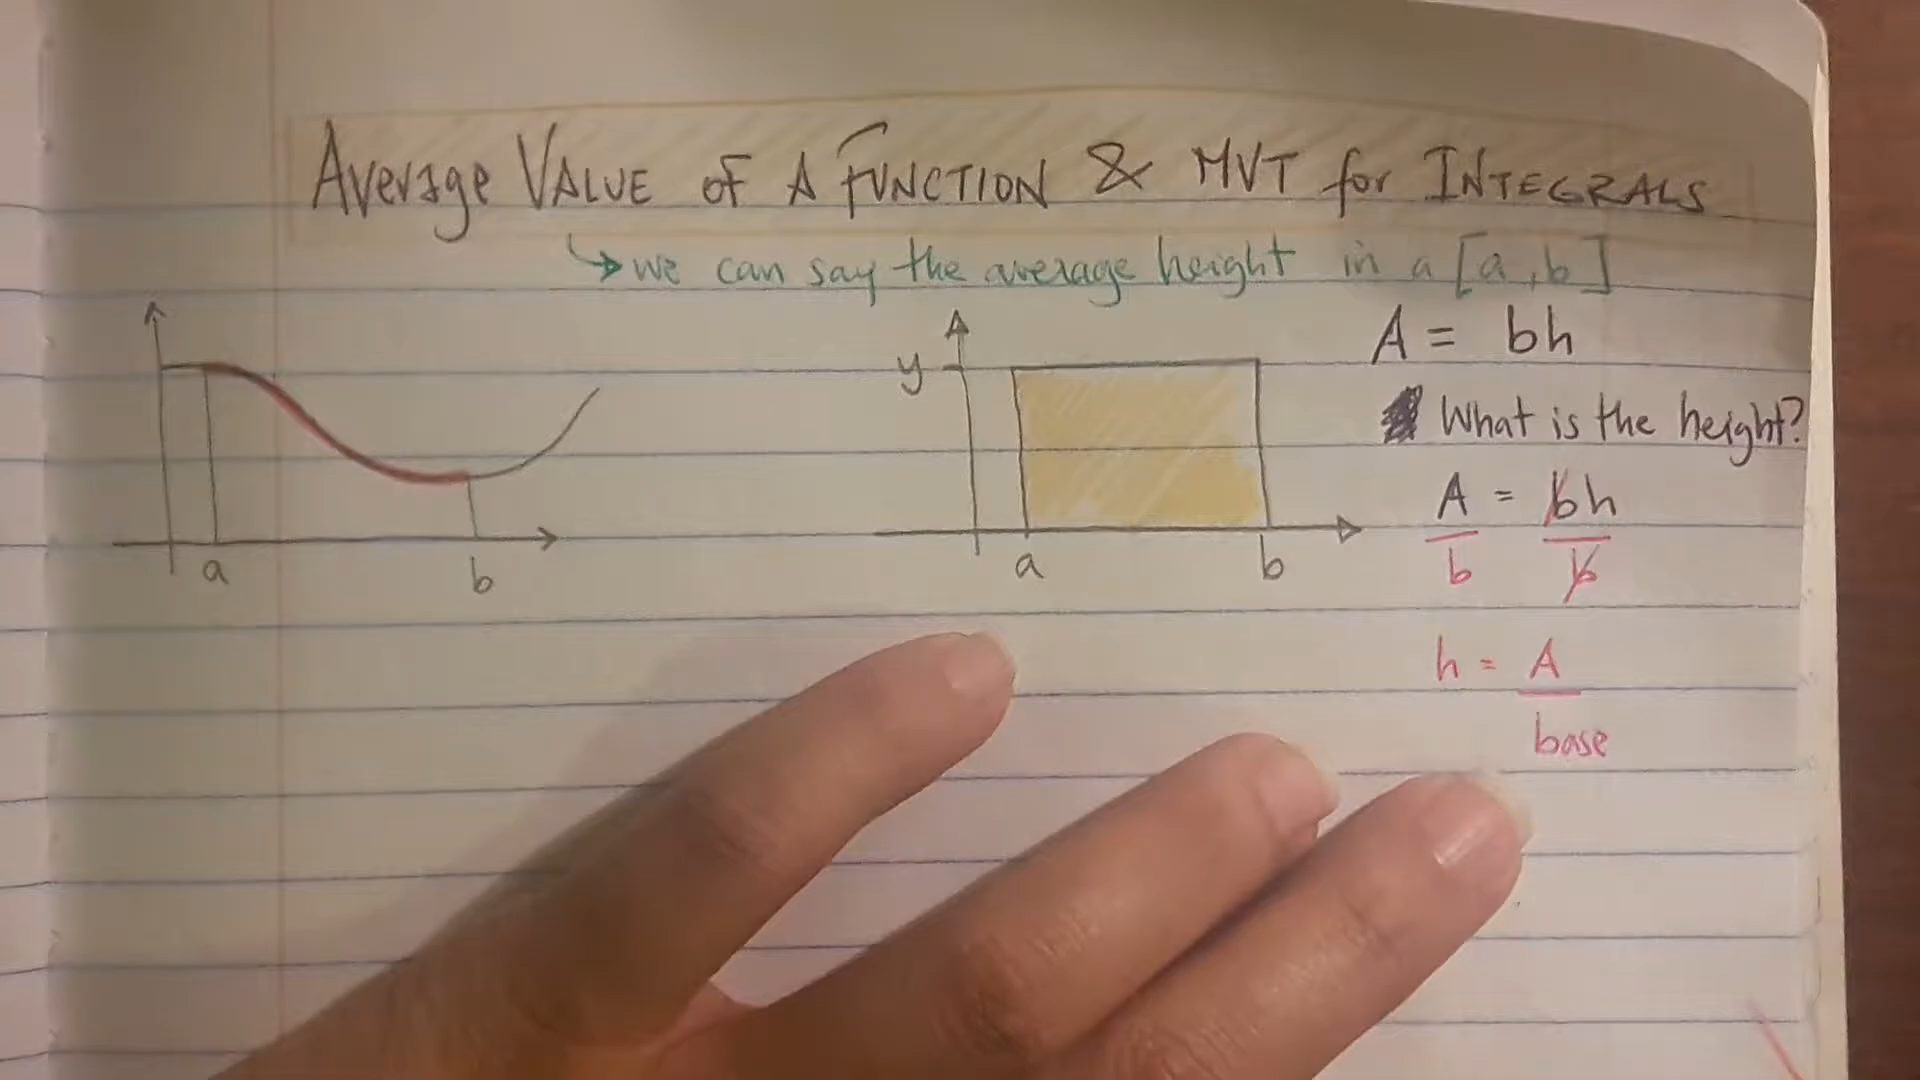 Average VALUE of A FUNCTION & MVT for INTEGRALS
↳ we can say the average height in a [a,b]
a b
y
a b
A = bh
What is the height?
A = bh
b b
h = A
base